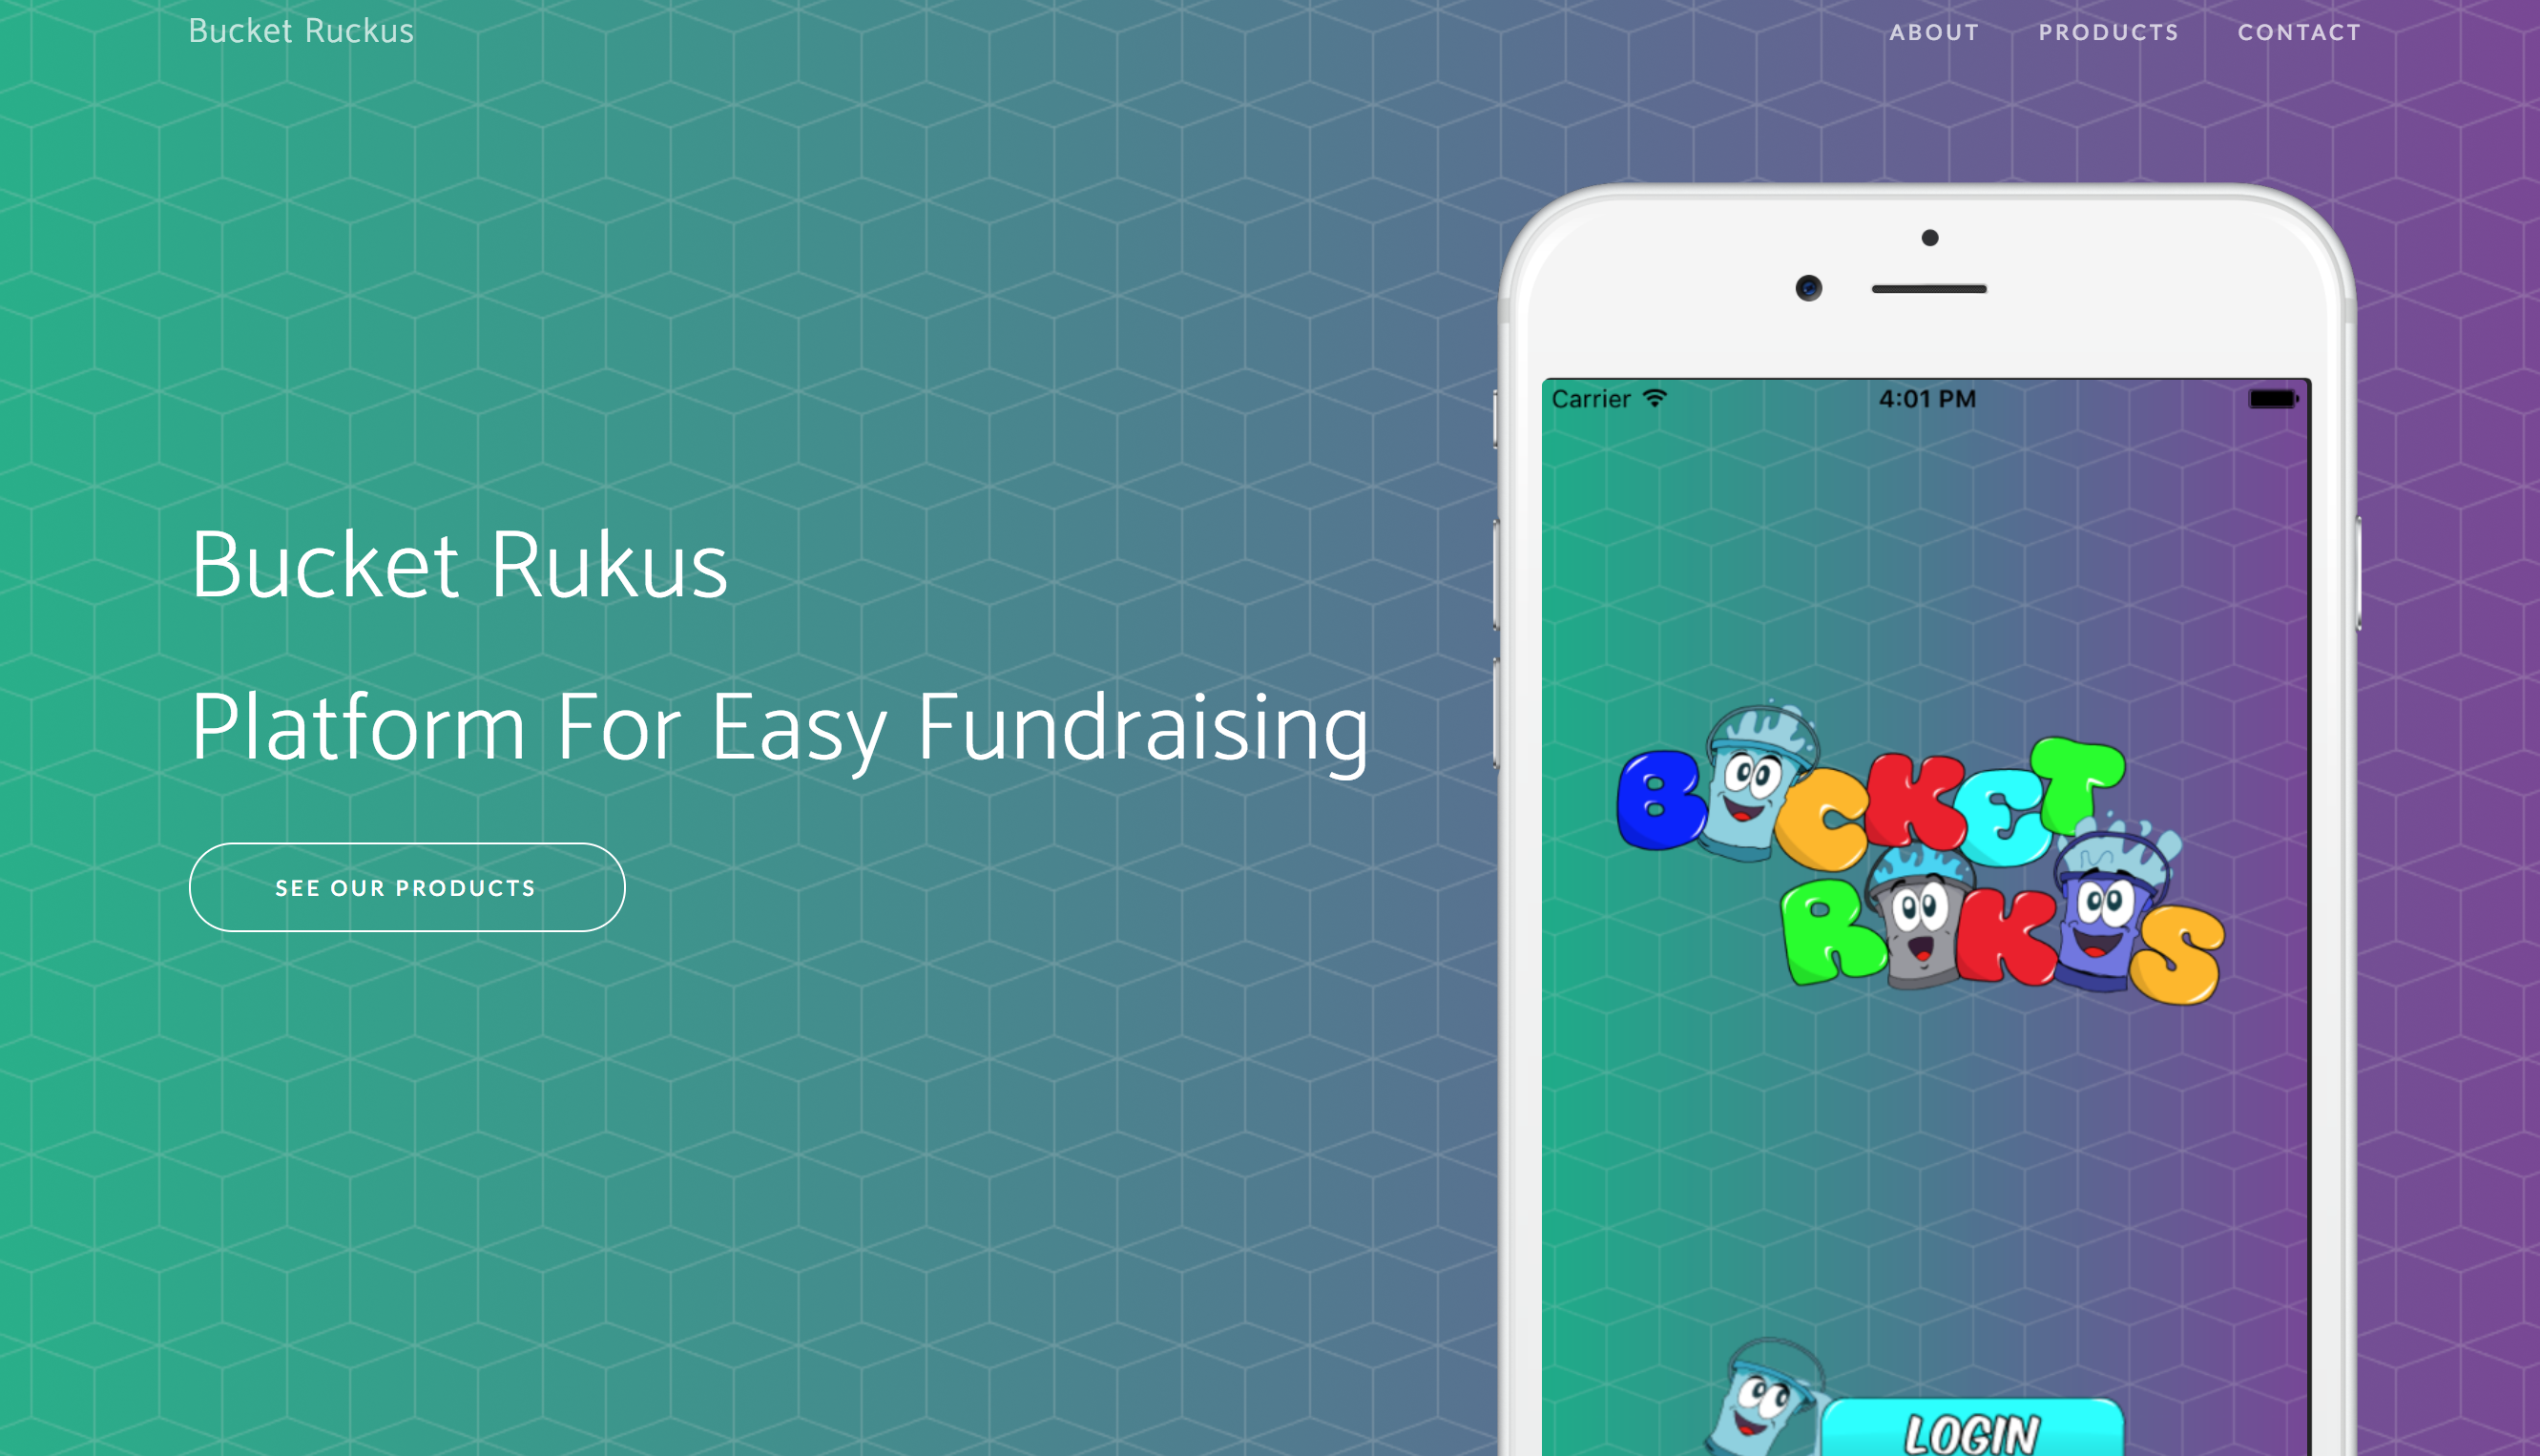 Bucket Ruckus
ABOUT PRODUCTS CONTACT
Bucket Rukus
Platform For Easy Fundraising
SEE OUR PRODUCTS
Carrier 4:01 PM
BUCKET
RUKUS
LOGIN